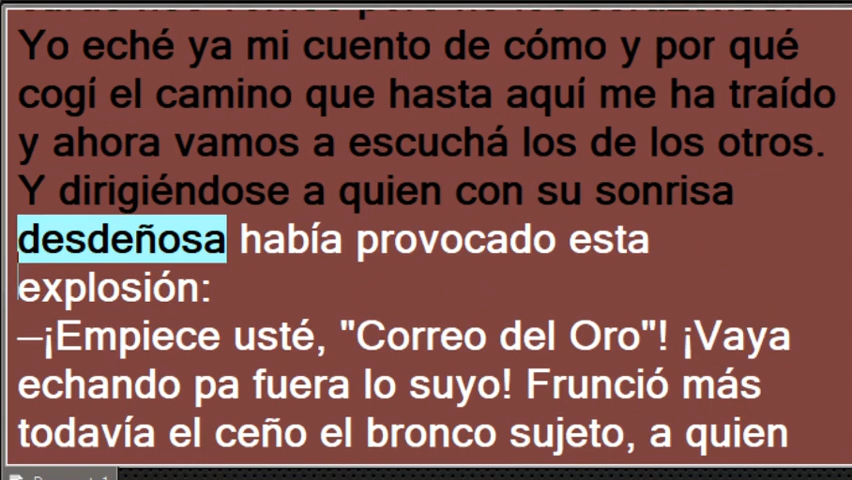 Yo eché ya mi cuento de cómo y por qué
cogí el camino que hasta aquí me ha traído
y ahora vamos a escuchá los de los otros.
Y dirigiéndose a quien con su sonrisa
desdeñosa había provocado esta
explosión:
—¡Empiece usté, "Correo del Oro"! ¡Vaya
echando pa fuera lo suyo! Frunció más
todavía el ceño el bronco sujeto, a quien